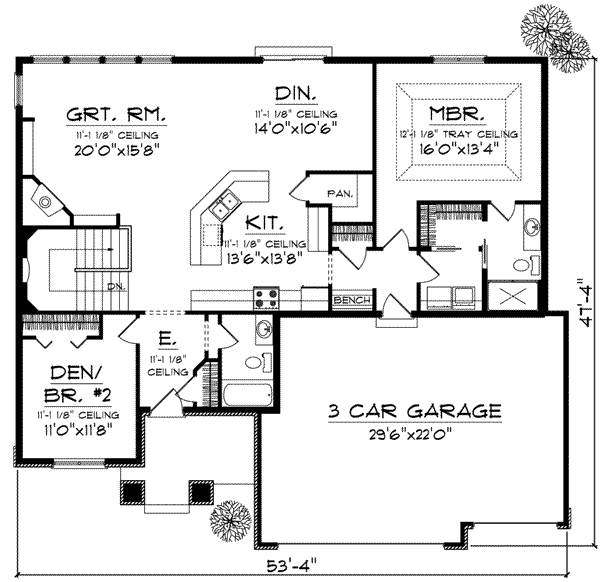 GRT. RM.
11'-1 1/8" CEILING
20'0"x15'8"
DIN.
11'-1 1/8" CEILING
14'0"x10'6"
MBR.
12'-1 1/8" TRAY CEILING
16'0"x13'4"
PAN.
KIT.
11'-1 1/8" CEILING
13'6"x13'8"
DN.
BENCH
E.
11'-1 1/8"
CEILING
DEN/
BR. #2
11'-1 1/8" CEILING
11'0"x11'8"
3 CAR GARAGE
29'6"x22'0"
47'-4"
53'-4"